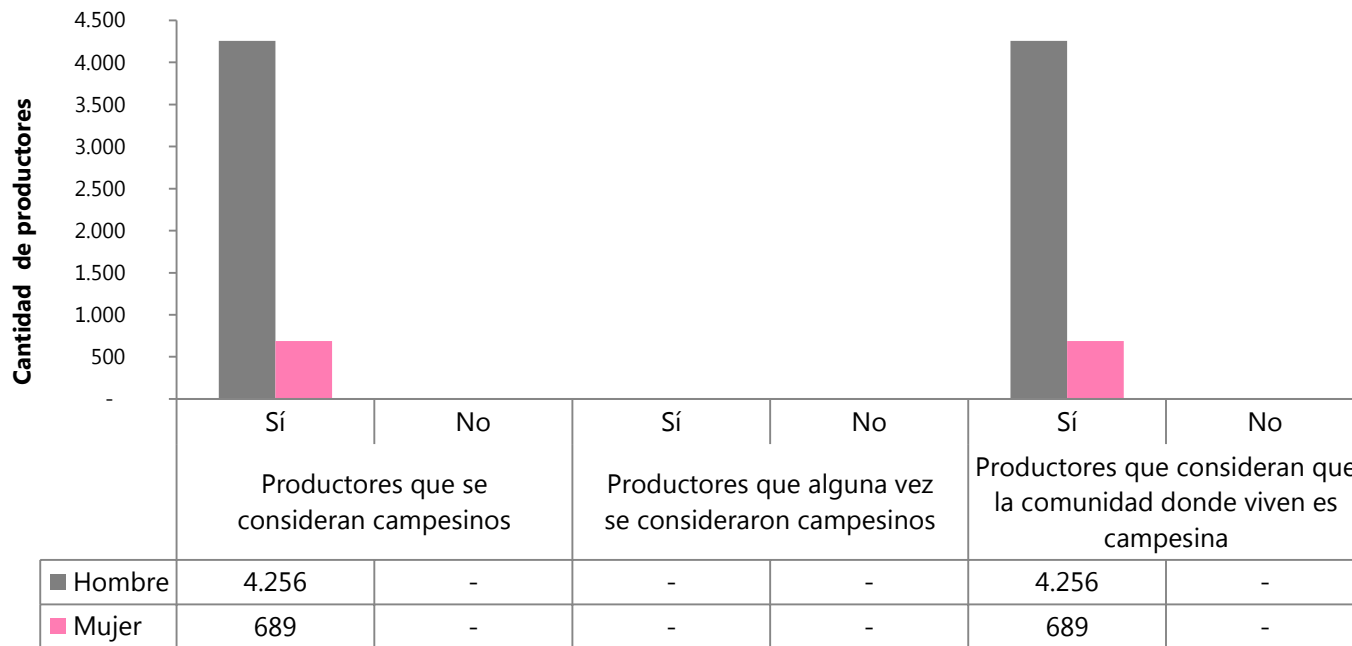 Cantidad de productores
4.500
4.000
3.500
3.000
2.500
2.000
1.500
1.000
500
-
Sí No Sí No Sí No
Productores que se
consideran campesinos
Productores que alguna vez
se consideraron campesinos
Productores que consideran que
la comunidad donde viven es
campesina
Hombre 4.256 - - - 4.256 -
Mujer 689 - - - 689 -